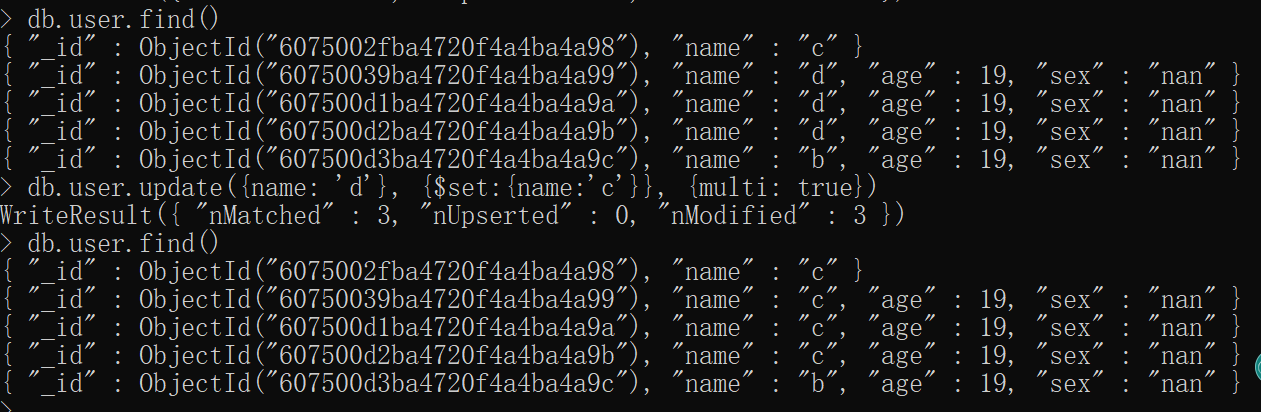 > db.user.find()
{ "_id" : ObjectId("6075002fba4720f4a4ba4a98"), "name" : "c" }
{ "_id" : ObjectId("60750039ba4720f4a4ba4a99"), "name" : "d", "age" : 19, "sex" : "nan" }
{ "_id" : ObjectId("607500d1ba4720f4a4ba4a9a"), "name" : "d", "age" : 19, "sex" : "nan" }
{ "_id" : ObjectId("607500d2ba4720f4a4ba4a9b"), "name" : "d", "age" : 19, "sex" : "nan" }
{ "_id" : ObjectId("607500d3ba4720f4a4ba4a9c"), "name" : "b", "age" : 19, "sex" : "nan" }
> db.user.update({name: 'd'}, {$set:{name:'c'}}, {multi: true})
WriteResult({ "nMatched" : 3, "nUpserted" : 0, "nModified" : 3 })
> db.user.find()
{ "_id" : ObjectId("6075002fba4720f4a4ba4a98"), "name" : "c" }
{ "_id" : ObjectId("60750039ba4720f4a4ba4a99"), "name" : "c", "age" : 19, "sex" : "nan" }
{ "_id" : ObjectId("607500d1ba4720f4a4ba4a9a"), "name" : "c", "age" : 19, "sex" : "nan" }
{ "_id" : ObjectId("607500d2ba4720f4a4ba4a9b"), "name" : "c", "age" : 19, "sex" : "nan" }
{ "_id" : ObjectId("607500d3ba4720f4a4ba4a9c"), "name" : "b", "age" : 19, "sex" : "nan" }